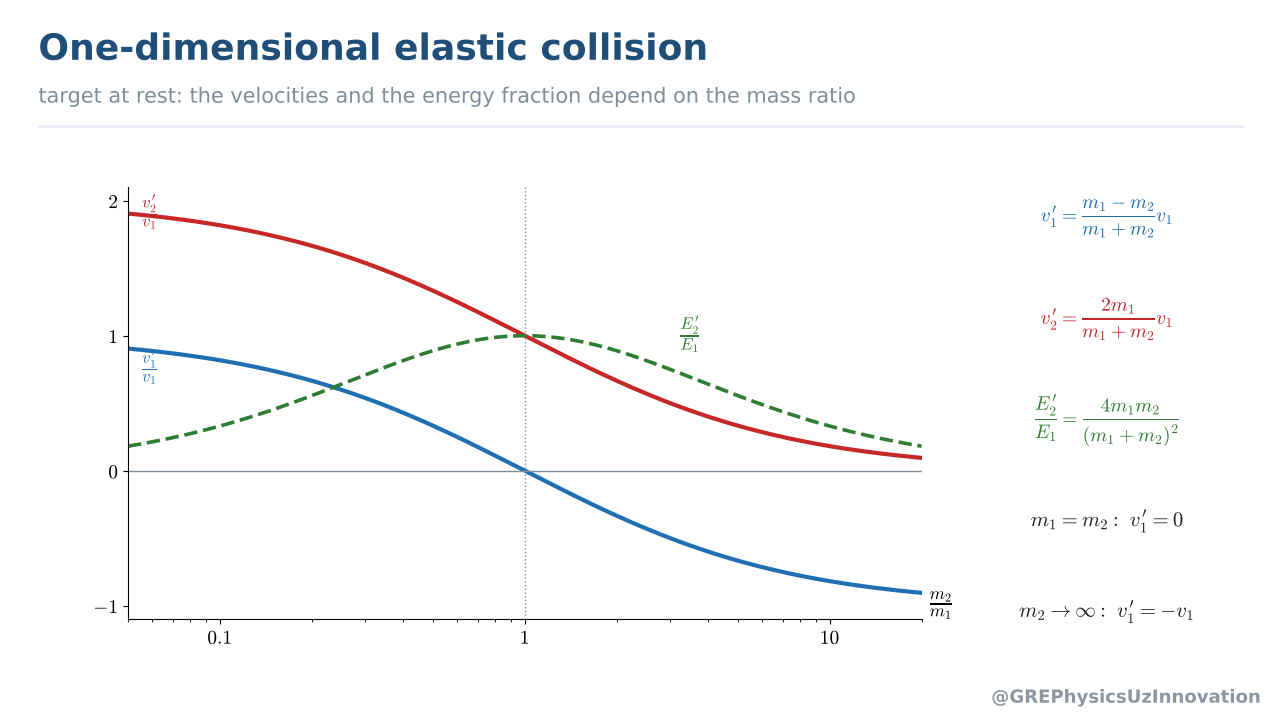 One-dimensional elastic collision
target at rest: the velocities and the energy fraction depend on the mass ratio
2
1
0
−1
0.1
1
10
v₂′/v₁
v₁/v₁
E₂′/E₁
m₂/m₁
v₁′ = (m₁ − m₂)/(m₁ + m₂) v₁
v₂′ = 2m₁/(m₁ + m₂) v₁
E₂′/E₁ = 4m₁m₂/(m₁ + m₂)²
m₁ = m₂ : v₁′ = 0
m₂ → ∞ : v₁′ = −v₁
@GREPhysicsUzInnovation